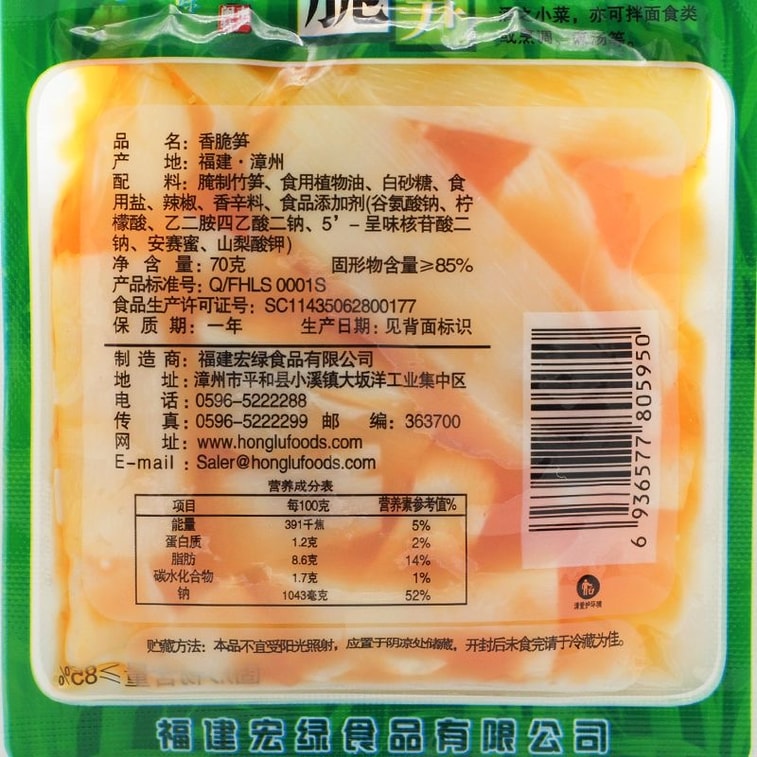 脆笋
酒之小菜，亦可拌面食类
或烹调、煮汤等。
品 名：香脆笋
产 地：福建·漳州
配 料：腌制竹笋、食用植物油、白砂糖、食
用盐、辣椒、香辛料、食品添加剂(谷氨酸钠、柠
檬酸、乙二胺四乙酸二钠、5’-呈味核苷酸二
钠、安赛蜜、山梨酸钾)
净 含 量：70克 固形物含量≥85%
产品标准号：Q/FHLS 0001S
食品生产许可证号：SC11435062800177
保 质 期：一年 生产日期：见背面标识
制 造 商：福建宏绿食品有限公司
地 址：漳州市平和县小溪镇大坂洋工业集中区
电 话：0596-5222288
传 真：0596-5222299 邮 编：363700
网 址：www.honglufoods.com
E-mail：Saler@honglufoods.com
营养成分表
项目 每100克 营养素参考值%
能量 391千焦 5%
蛋白质 1.2克 2%
脂肪 8.6克 14%
碳水化合物 1.7克 1%
钠 1043毫克 52%
6 936577 805950
请爱护环境
贮藏方法：本品不宜受阳光照射，应置于阴凉处储藏，开封后未食完请于冷藏为佳。
福建宏绿食品有限公司